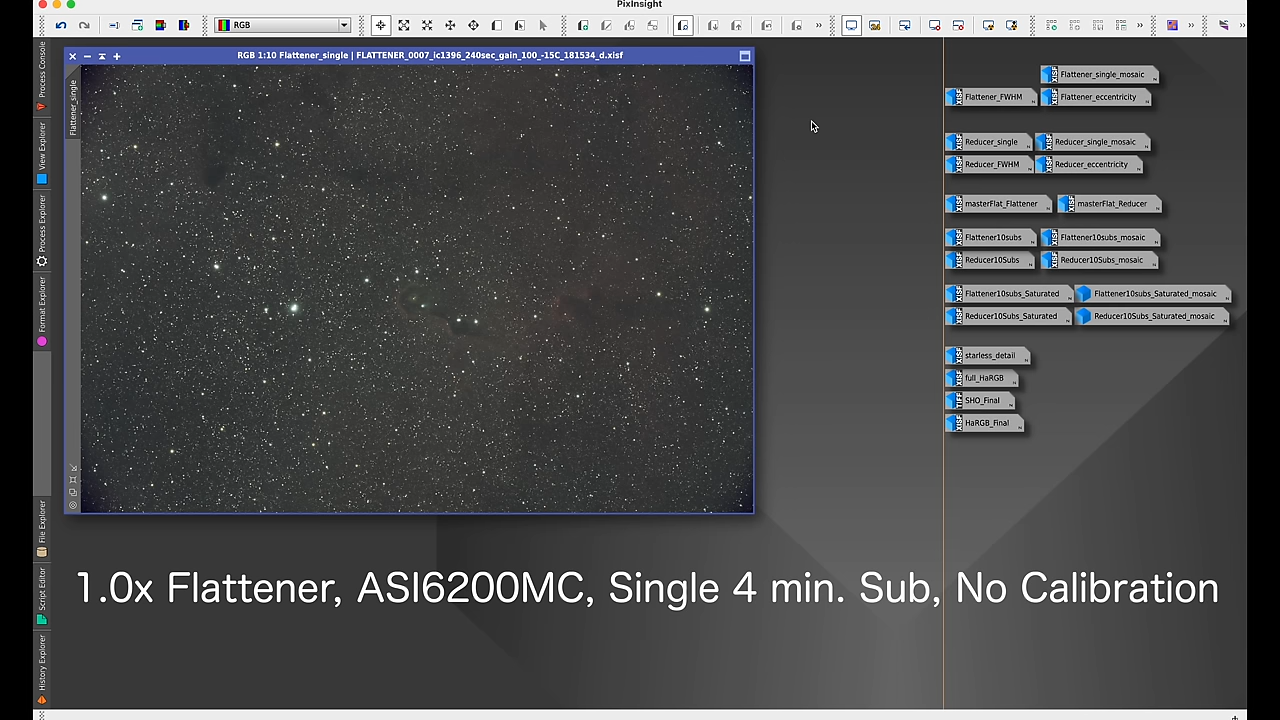 PixInsight
RGB
RGB 1:10 Flattener_single | FLATTENER_0007_ic1396_240sec_gain_100_-15C_181534_d.xisf
Flattener_single
Process Console
View Explorer
Process Explorer
Format Explorer
File Explorer
Script Editor
History Explorer
Flattener_single_mosaic
Flattener_FWHM
Flattener_eccentricity
Reducer_single
Reducer_single_mosaic
Reducer_FWHM
Reducer_eccentricity
masterFlat_Flattener
masterFlat_Reducer
Flattener10subs
Flattener10subs_mosaic
Reducer10Subs
Reducer10Subs_mosaic
Flattener10subs_Saturated
Flattener10subs_Saturated_mosaic
Reducer10Subs_Saturated
Reducer10Subs_Saturated_mosaic
starless_detail
full_HaRGB
SHO_Final
HaRGB_Final
1.0x Flattener, ASI6200MC, Single 4 min. Sub, No Calibration